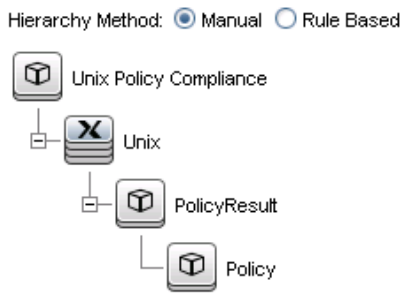 Hierarchy Method: Manual Rule Based
Unix Policy Compliance
Unix
PolicyResult
Policy